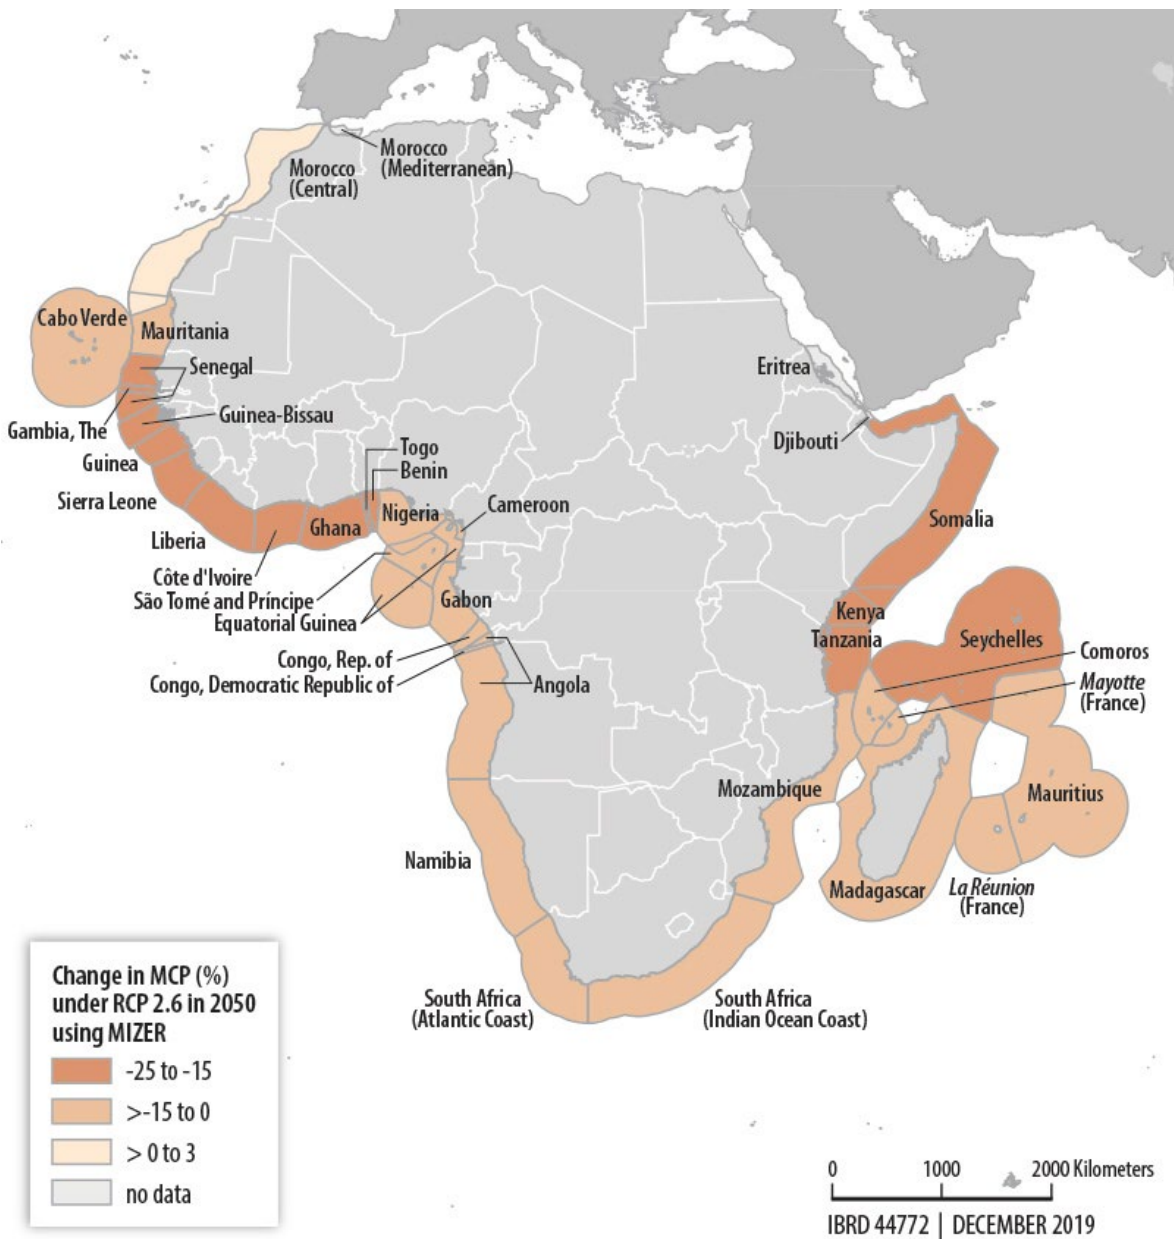 Morocco
(Mediterranean)
Morocco
(Central)
Cabo Verde
Mauritania
Senegal
Eritrea
Gambia, The
Guinea-Bissau
Djibouti
Togo
Guinea
Benin
Sierra Leone
Nigeria
Cameroon
Ghana
Somalia
Liberia
Côte d'Ivoire
São Tomé and Príncipe
Gabon
Kenya
Equatorial Guinea
Tanzania
Seychelles
Comoros
Congo, Rep. of
Mayotte
(France)
Congo, Democratic Republic of
Angola
Mozambique
Mauritius
Namibia
Madagascar
La Réunion
(France)
South Africa
(Atlantic Coast)
South Africa
(Indian Ocean Coast)
Change in MCP (%)
under RCP 2.6 in 2050
using MIZER
-25 to -15
>-15 to 0
> 0 to 3
no data
0 1000 2000 Kilometers
IBRD 44772 | DECEMBER 2019